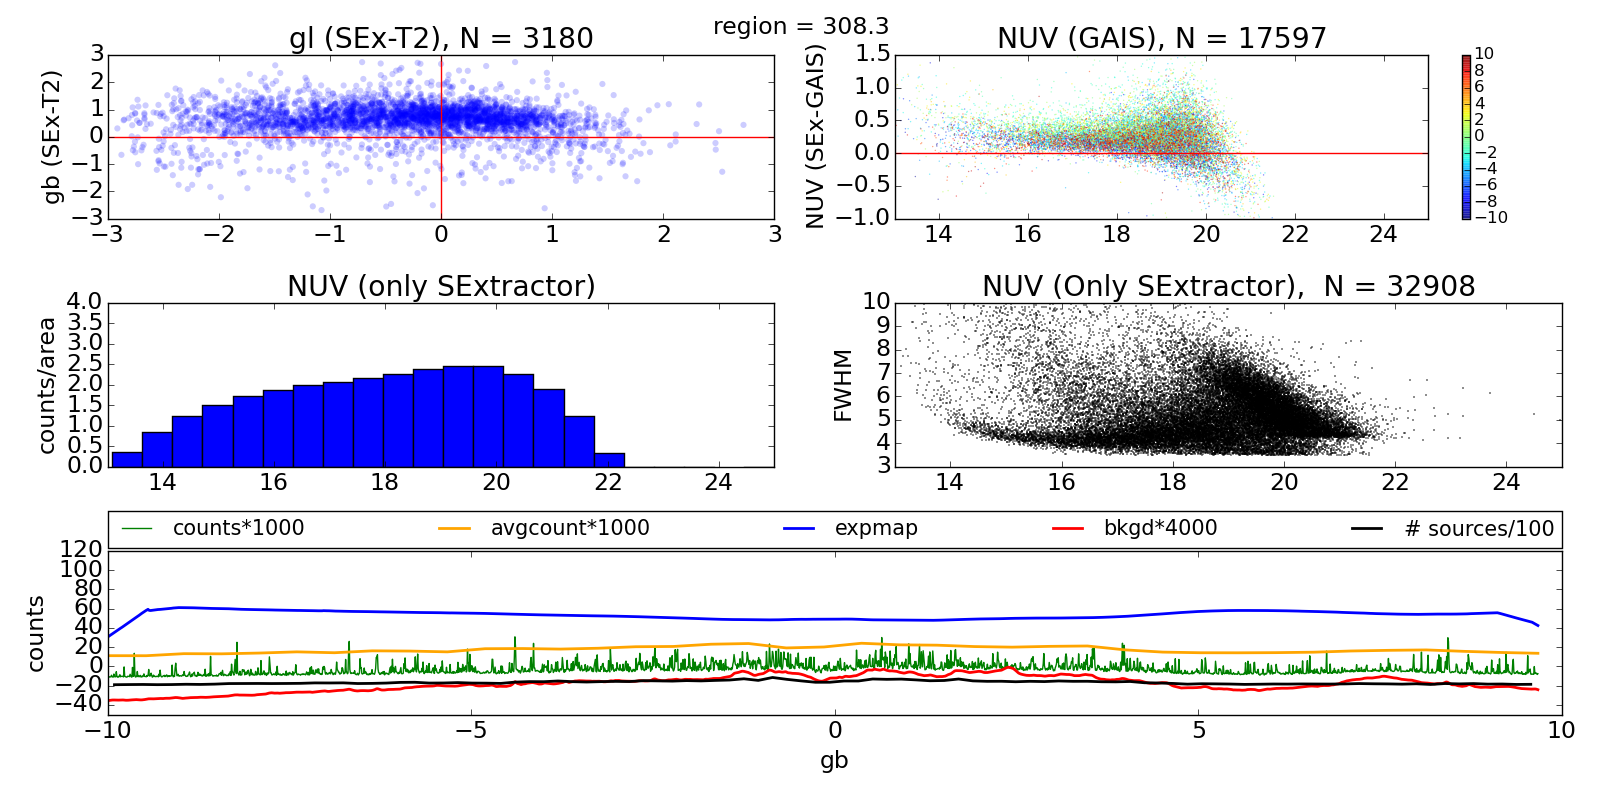 region = 308.3
gl (SEx-T2), N = 3180
gb (SEx-T2)
3
2
1
0
−1
−2
−3
−3 −2 −1 0 1 2 3
NUV (GAIS), N = 17597
NUV (SEx-GAIS)
1.5
1.0
0.5
0.0
−0.5
−1.0
14 16 18 20 22 24
10
8
6
4
2
0
−2
−4
−6
−8
−10
NUV (only SExtractor)
counts/area
4.0
3.5
3.0
2.5
2.0
1.5
1.0
0.5
0.0
14 16 18 20 22 24
NUV (Only SExtractor), N = 32908
FWHM
10
9
8
7
6
5
4
3
14 16 18 20 22 24
counts*1000 avgcount*1000 expmap bkgd*4000 # sources/100
counts
120
100
80
60
40
20
0
−20
−40
−10 −5 0 5 10
gb